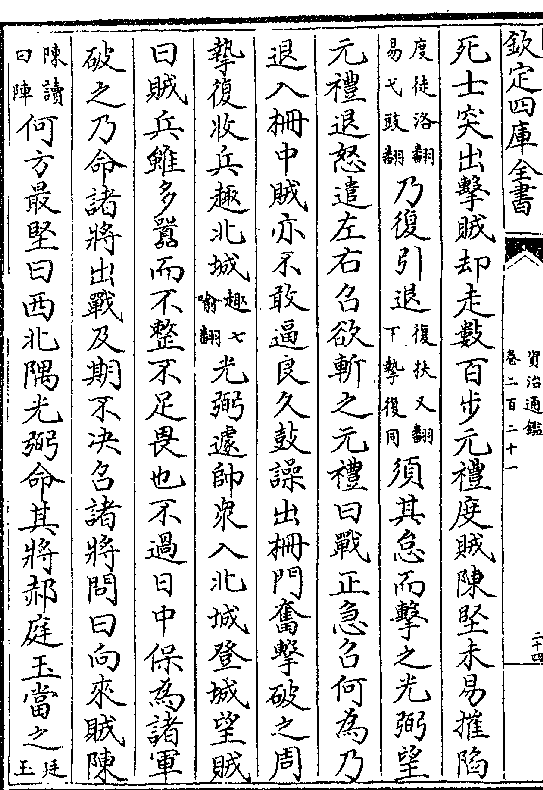 欽定四庫全書
資治通鑑
卷二百二十一
二十四
死士突出擊賊却走數百步元禮度賊陳堅未易摧陷
度徒洛翻易弋豉翻乃復引退復扶又翻下摯復同須其怠而擊之光弼望
元禮退怒遣左右召欲斬之元禮曰戰正急召何為乃
退入柵中賊亦不敢逼良久鼓譟出柵門奮擊破之周
摯復收兵趣北城趣七喻翻光弼遽帥衆入北城登城望賊
曰賊兵雖多囂而不整不足畏也不過日中保為諸軍
破之乃命諸將出戰及期不决召諸將問曰向來賊陳
陳讀曰陣何方最堅曰西北隅光弼命其將郝庭玉當之廷玉